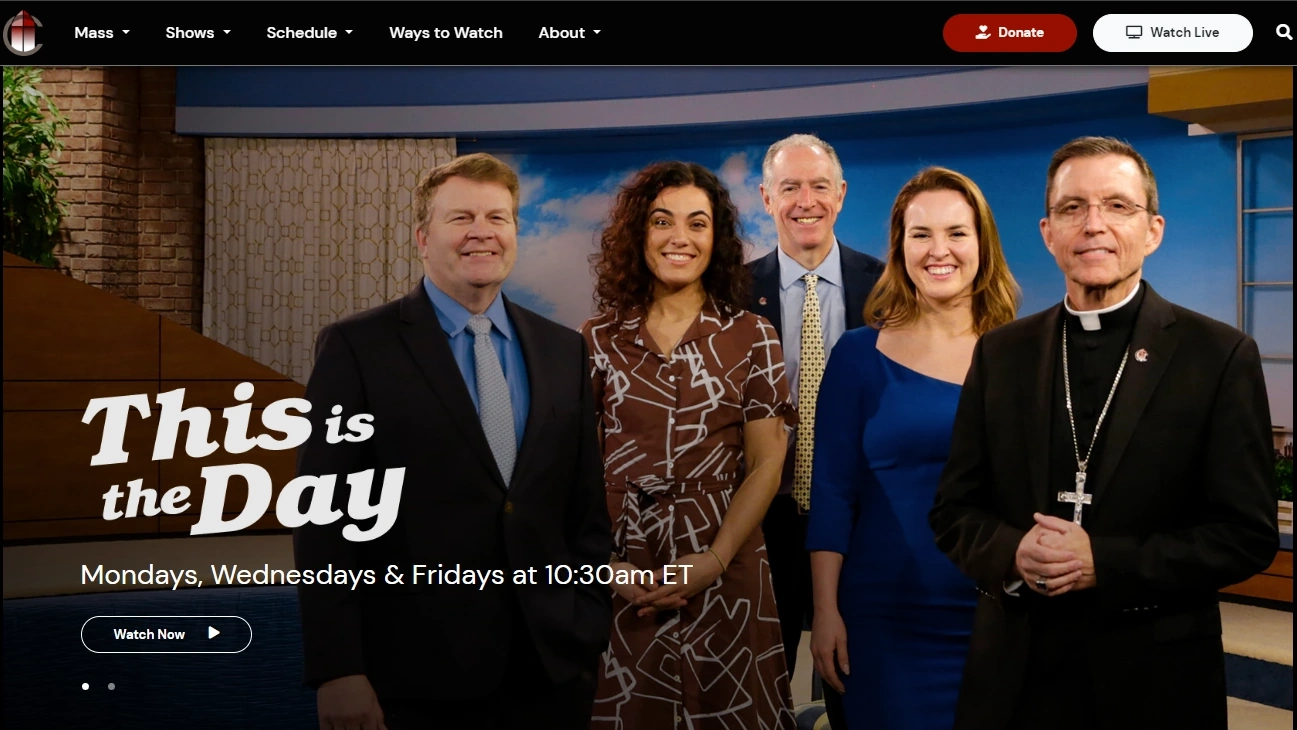 Mass
Shows
Schedule
Ways to Watch
About
Donate
Watch Live
This is
the Day
Mondays, Wednesdays & Fridays at 10:30am ET
Watch Now